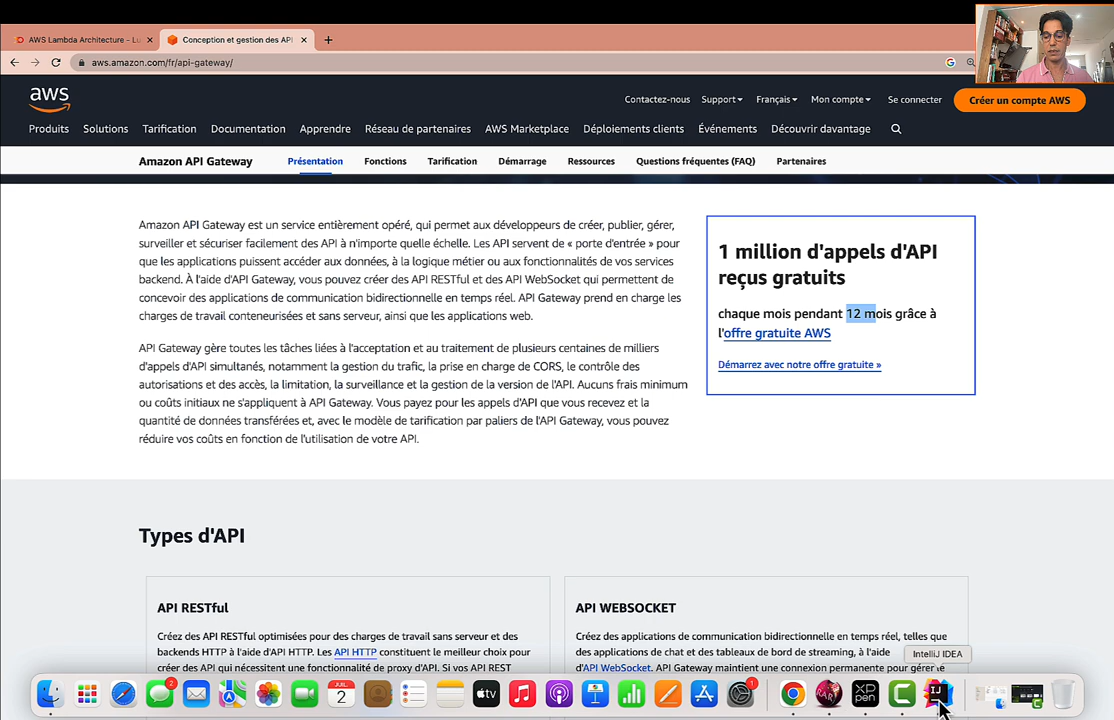 AWS Lambda Architecture - Lu
Conception et gestion des API
aws.amazon.com/fr/api-gateway/
aws
Contactez-nous Support Français Mon compte Se connecter Créer un compte AWS
Produits Solutions Tarification Documentation Apprendre Réseau de partenaires AWS Marketplace Déploiements clients Événements Découvrir davantage
Amazon API Gateway Présentation Fonctions Tarification Démarrage Ressources Questions fréquentes (FAQ) Partenaires
Amazon API Gateway est un service entièrement opéré, qui permet aux développeurs de créer, publier, gérer,
surveiller et sécuriser facilement des API à n'importe quelle échelle. Les API servent de « porte d'entrée » pour
que les applications puissent accéder aux données, à la logique métier ou aux fonctionnalités de vos services
backend. À l'aide d'API Gateway, vous pouvez créer des API RESTful et des API WebSocket qui permettent de
concevoir des applications de communication bidirectionnelle en temps réel. API Gateway prend en charge les
charges de travail conteneurisées et sans serveur, ainsi que les applications web.
API Gateway gère toutes les tâches liées à l'acceptation et au traitement de plusieurs centaines de milliers
d'appels d'API simultanés, notamment la gestion du trafic, la prise en charge de CORS, le contrôle des
autorisations et des accès, la limitation, la surveillance et la gestion de la version de l'API. Aucuns frais minimum
ou coûts initiaux ne s'appliquent à API Gateway. Vous payez pour les appels d'API que vous recevez et la
quantité de données transférées et, avec le modèle de tarification par paliers de l'API Gateway, vous pouvez
réduire vos coûts en fonction de l'utilisation de votre API.
1 million d'appels d'API
reçus gratuits
chaque mois pendant 12 mois grâce à
l'offre gratuite AWS
Démarrez avec notre offre gratuite »
Types d'API
API RESTful
Créez des API RESTful optimisées pour des charges de travail sans serveur et des
backends HTTP à l'aide d'API HTTP. Les API HTTP constituent le meilleur choix pour
créer des API qui nécessitent une fonctionnalité de proxy d'API. Si vos API REST
API WEBSOCKET
Créez des applications de communication bidirectionnelle en temps réel, telles que
des applications de chat et des tableaux de bord de streaming, à l'aide
d'API WebSocket. API Gateway maintient une connexion permanente pour gérer le
IntelliJ IDEA
2
JUIL.
2
tv
XP
PEN
1
IJ